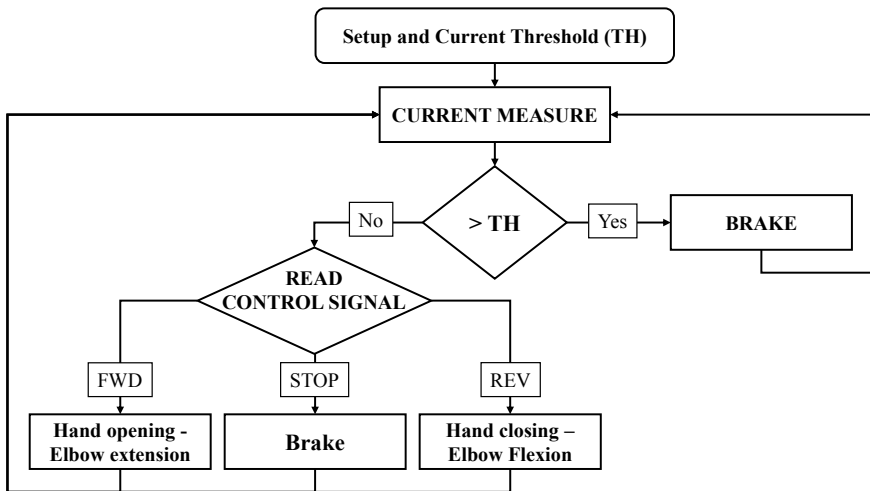 Setup and Current Threshold (TH)
CURRENT MEASURE
> TH
No
Yes
BRAKE
READ
CONTROL SIGNAL
FWD
STOP
REV
Hand opening -
Elbow extension
Brake
Hand closing –
Elbow Flexion